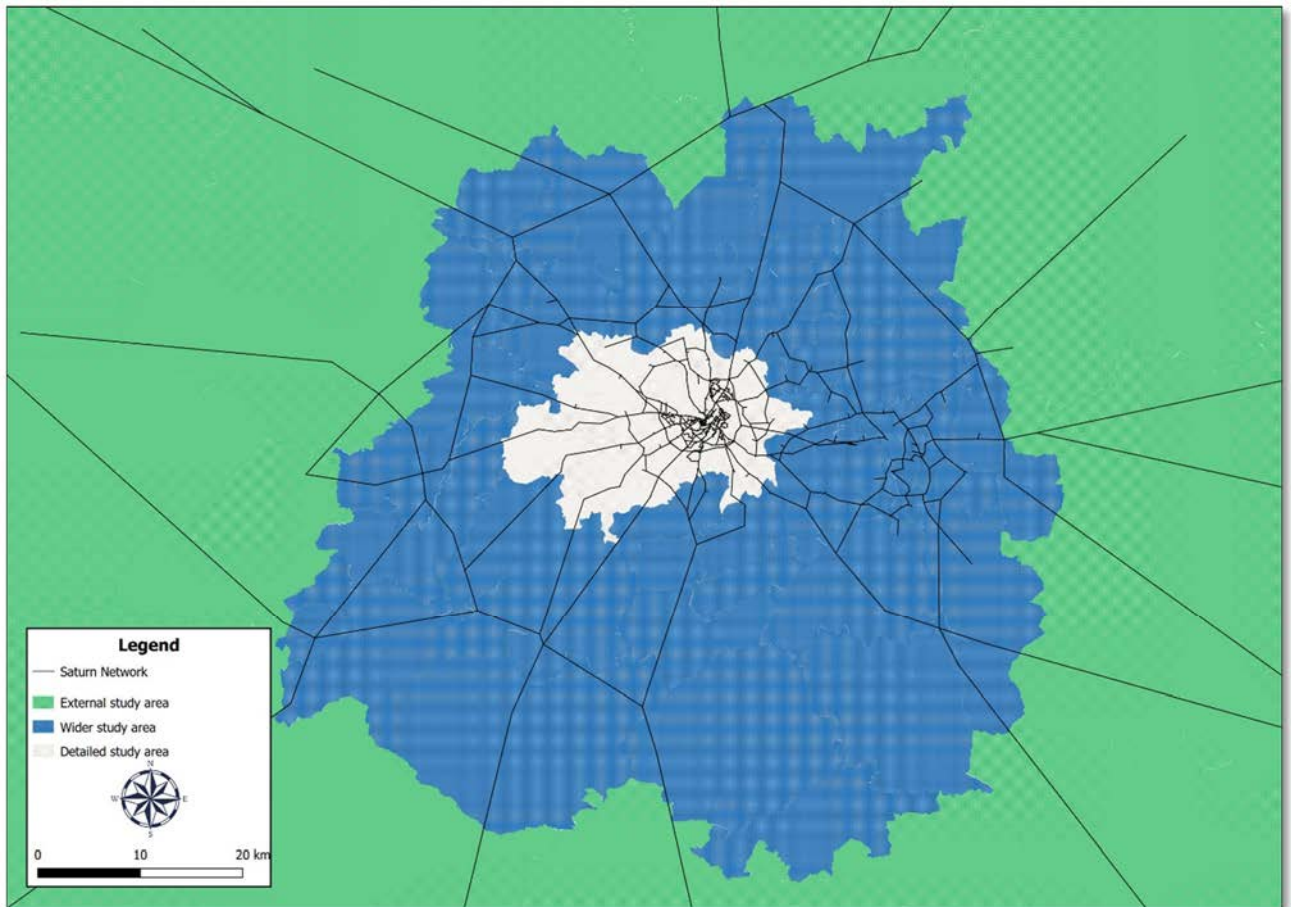 Legend
Saturn Network
External study area
Wider study area
Detailed study area
N
W E
S
0 10 20 km